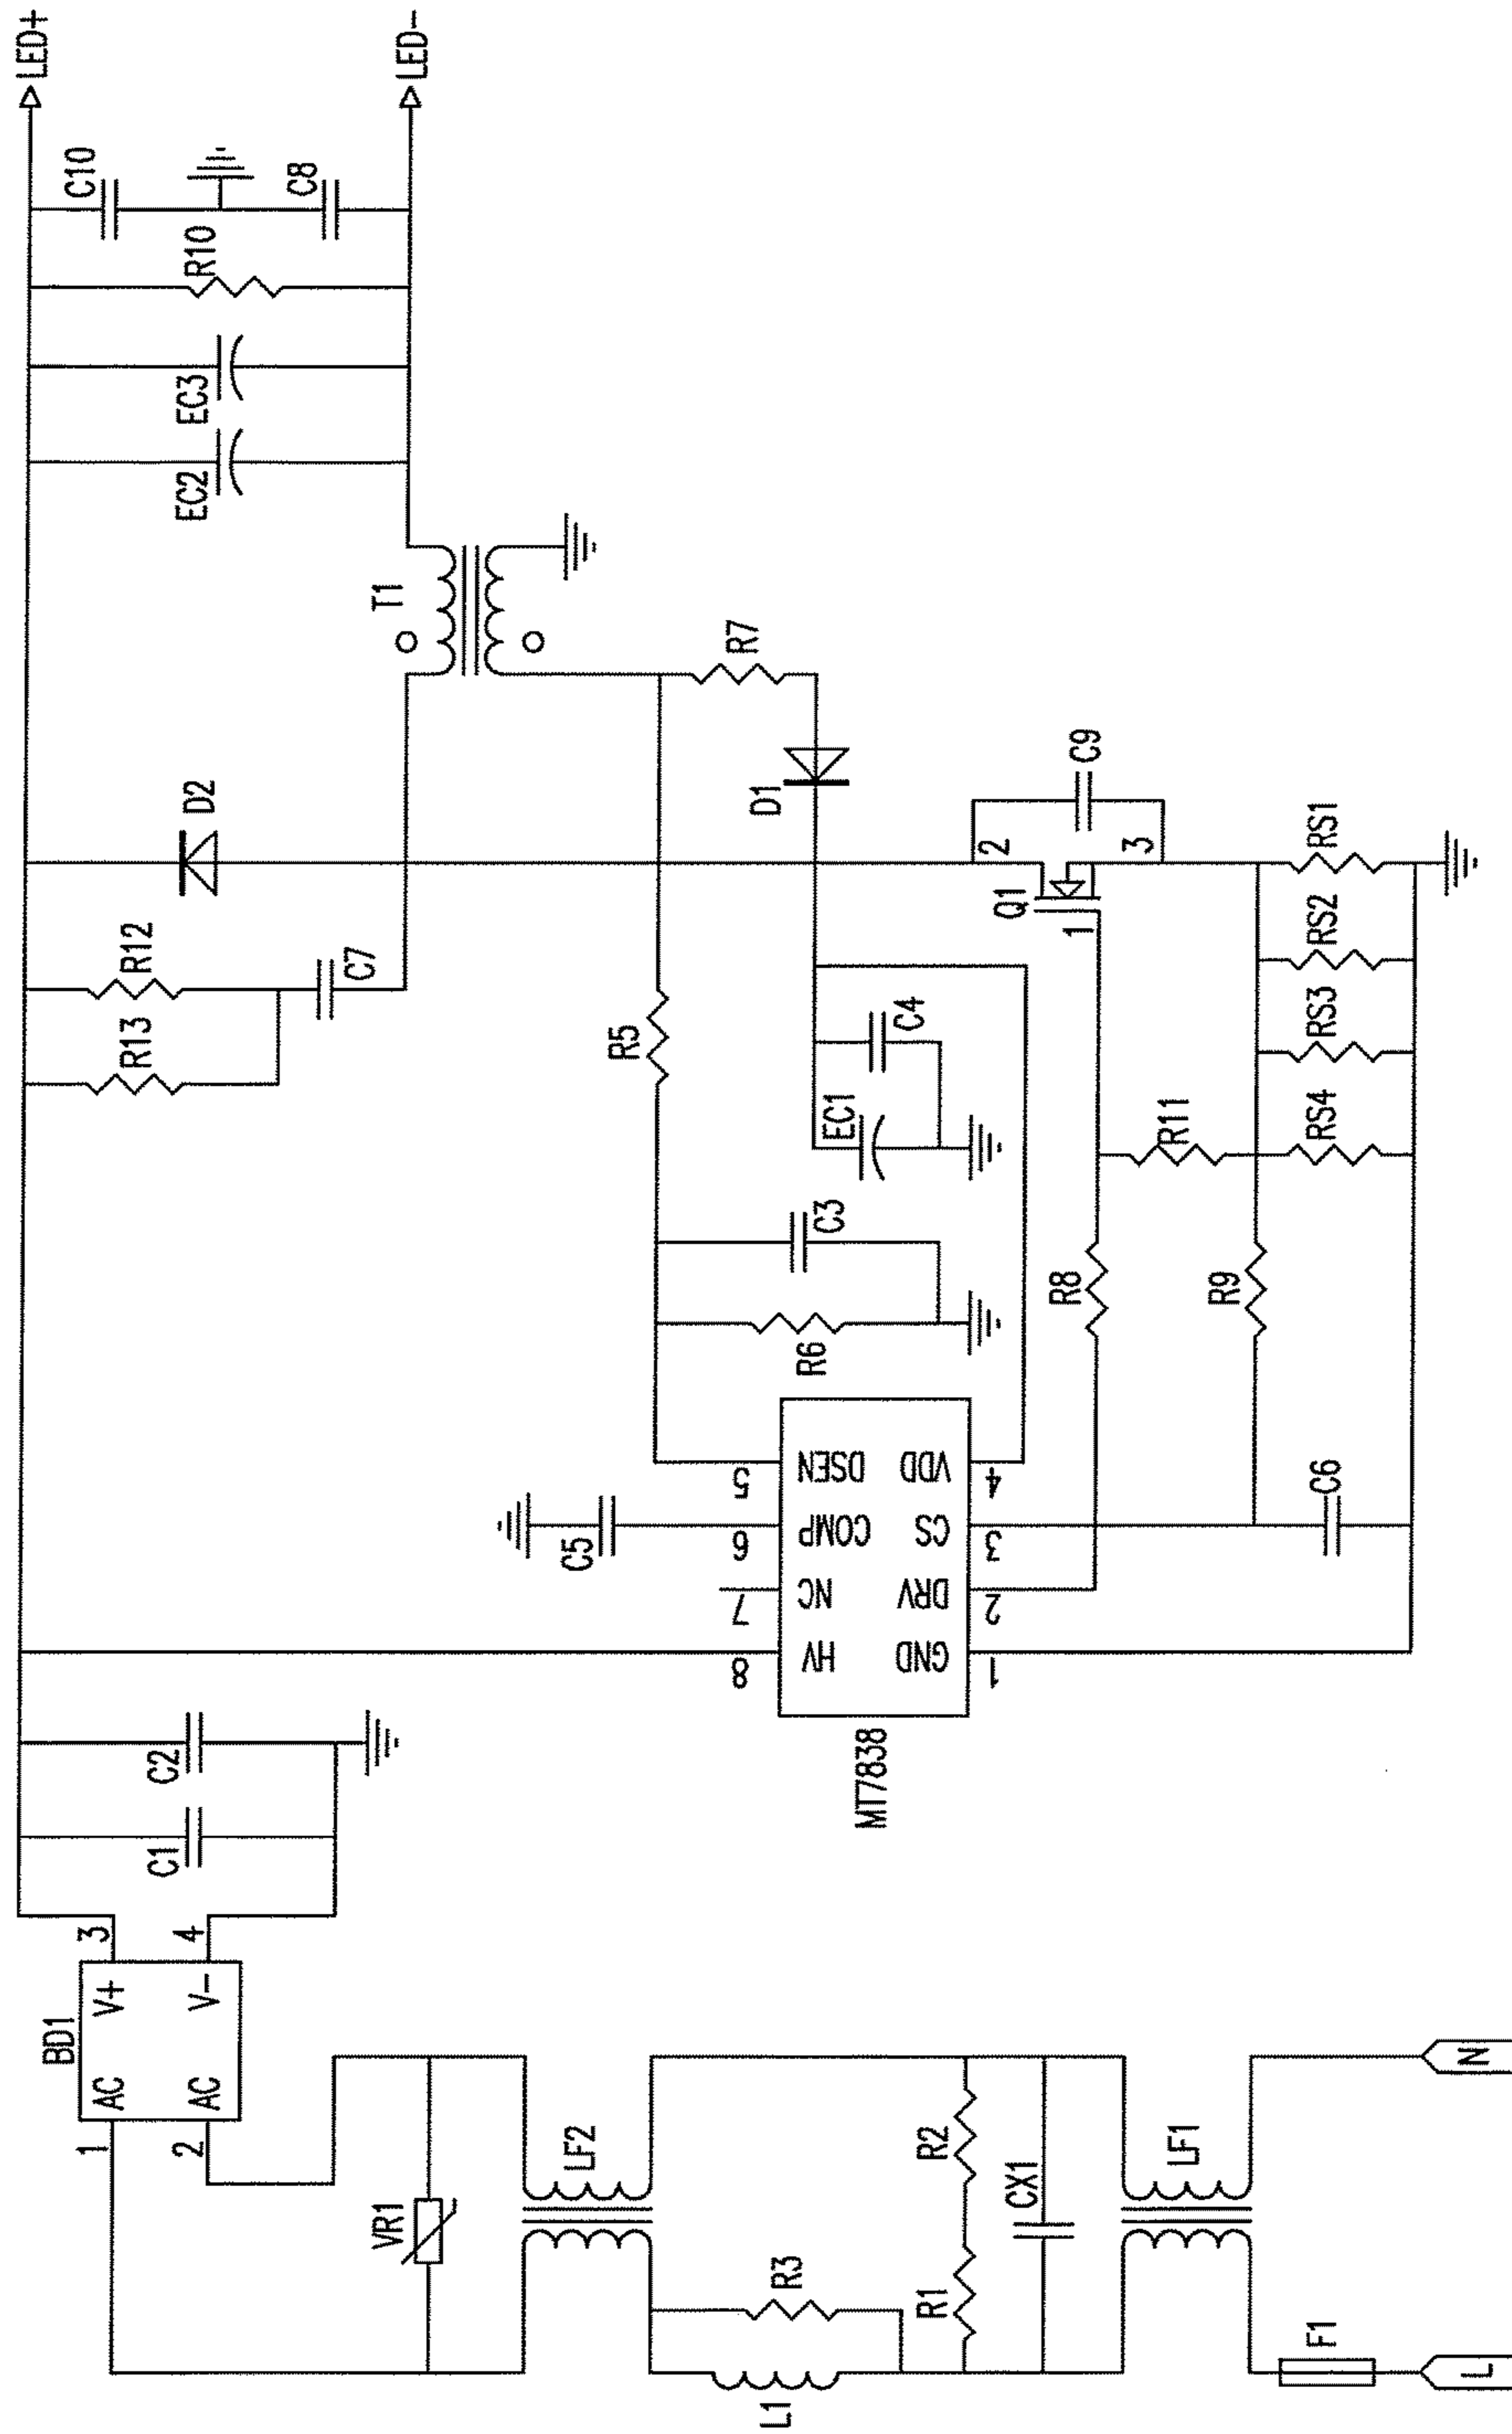 LED+
LED-
C10
C8
R10
EC3
EC2
T1
R7
D2
D1
C9
2
3
Q1
1
RS1
RS2
RS3
RS4
R12
R13
C7
R5
C4
EC1
C3
R6
R11
R8
R9
C6
C5
5
6
7
8
DSEN
COMP
NC
HV
VDD
CS
DRV
GND
4
3
2
1
MT7838
C2
C1
3
4
BD1
V+
V-
AC
AC
1
2
VR1
LF2
R3
L1
R2
R1
CX1
LF1
F1
N
L